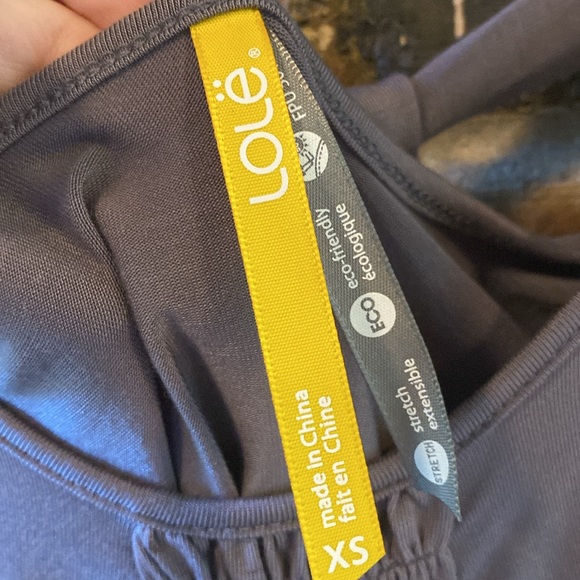 LOLË®
made in China
fait en Chine
XS
eco-friendly
écologique
ECO
stretch
extensible
STRETCH